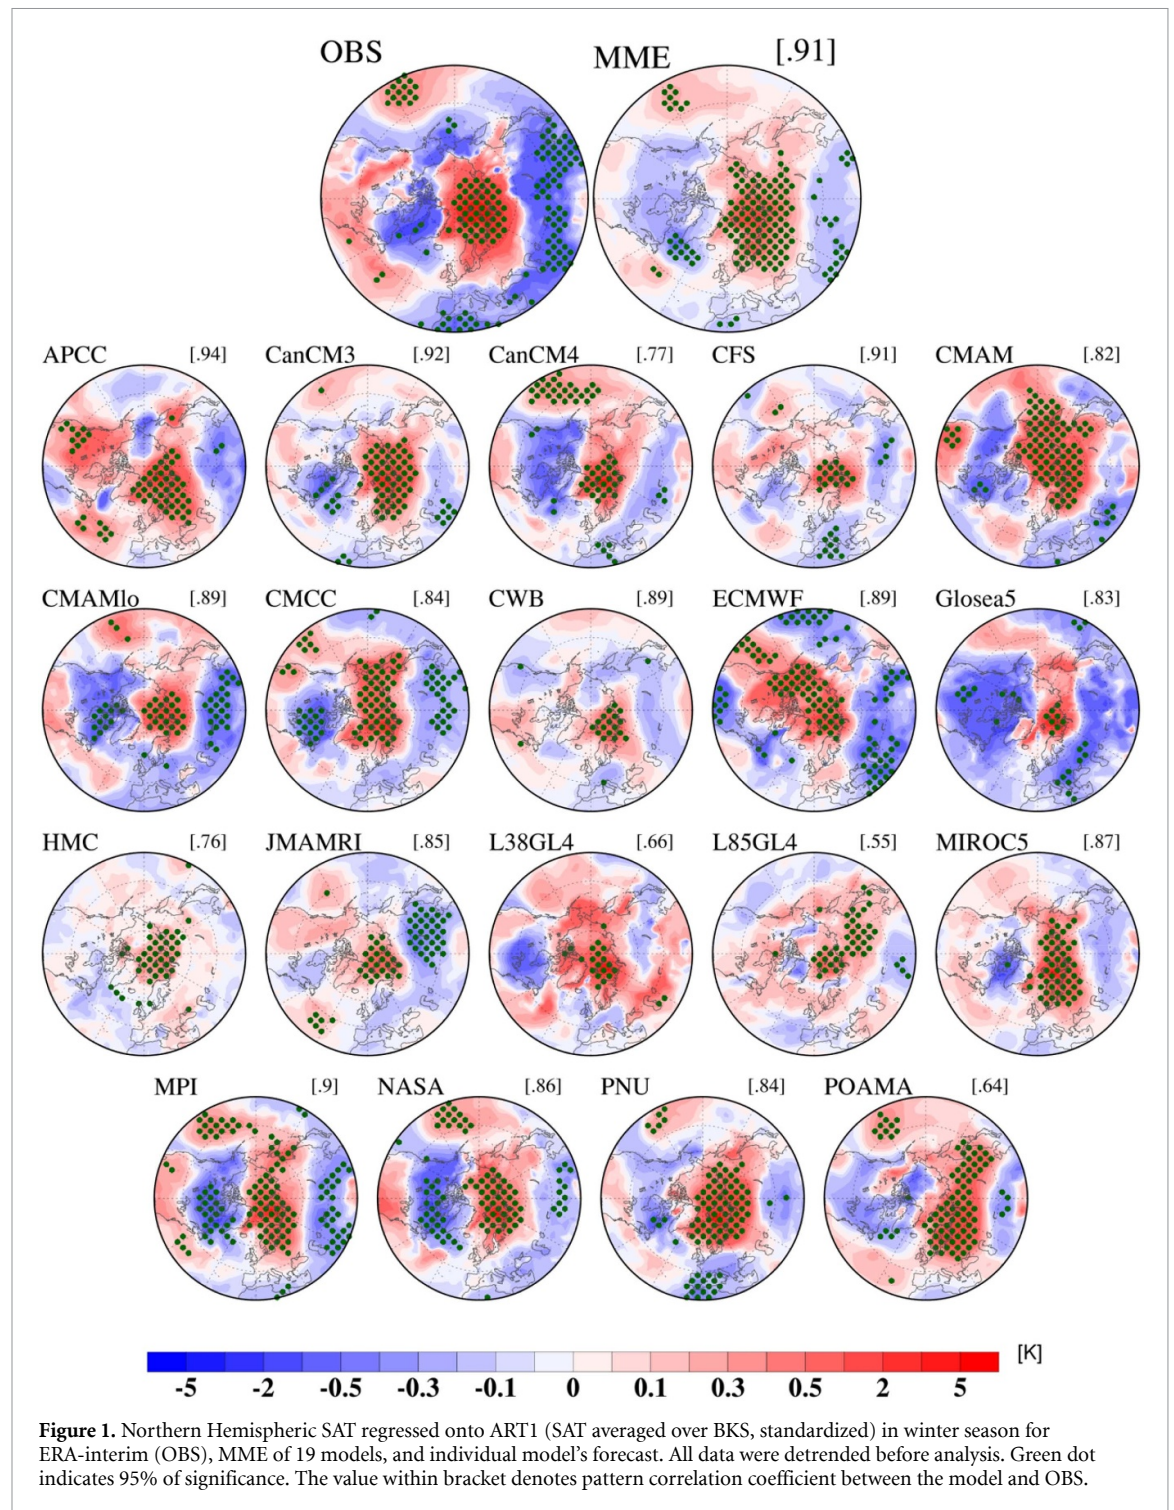 OBS MME [.91]
APCC [.94] CanCM3 [.92] CanCM4 [.77] CFS [.91] CMAM [.82]
CMAMlo [.89] CMCC [.84] CWB [.89] ECMWF [.89] Glosea5 [.83]
HMC [.76] JMAMRI [.85] L38GL4 [.66] L85GL4 [.55] MIROC5 [.87]
MPI [.9] NASA [.86] PNU [.84] POAMA [.64]
[K]
-5 -2 -0.5 -0.3 -0.1 0 0.1 0.3 0.5 2 5
Figure 1. Northern Hemispheric SAT regressed onto ART1 (SAT averaged over BKS, standardized) in winter season for
ERA-interim (OBS), MME of 19 models, and individual model's forecast. All data were detrended before analysis. Green dot
indicates 95% of significance. The value within bracket denotes pattern correlation coefficient between the model and OBS.